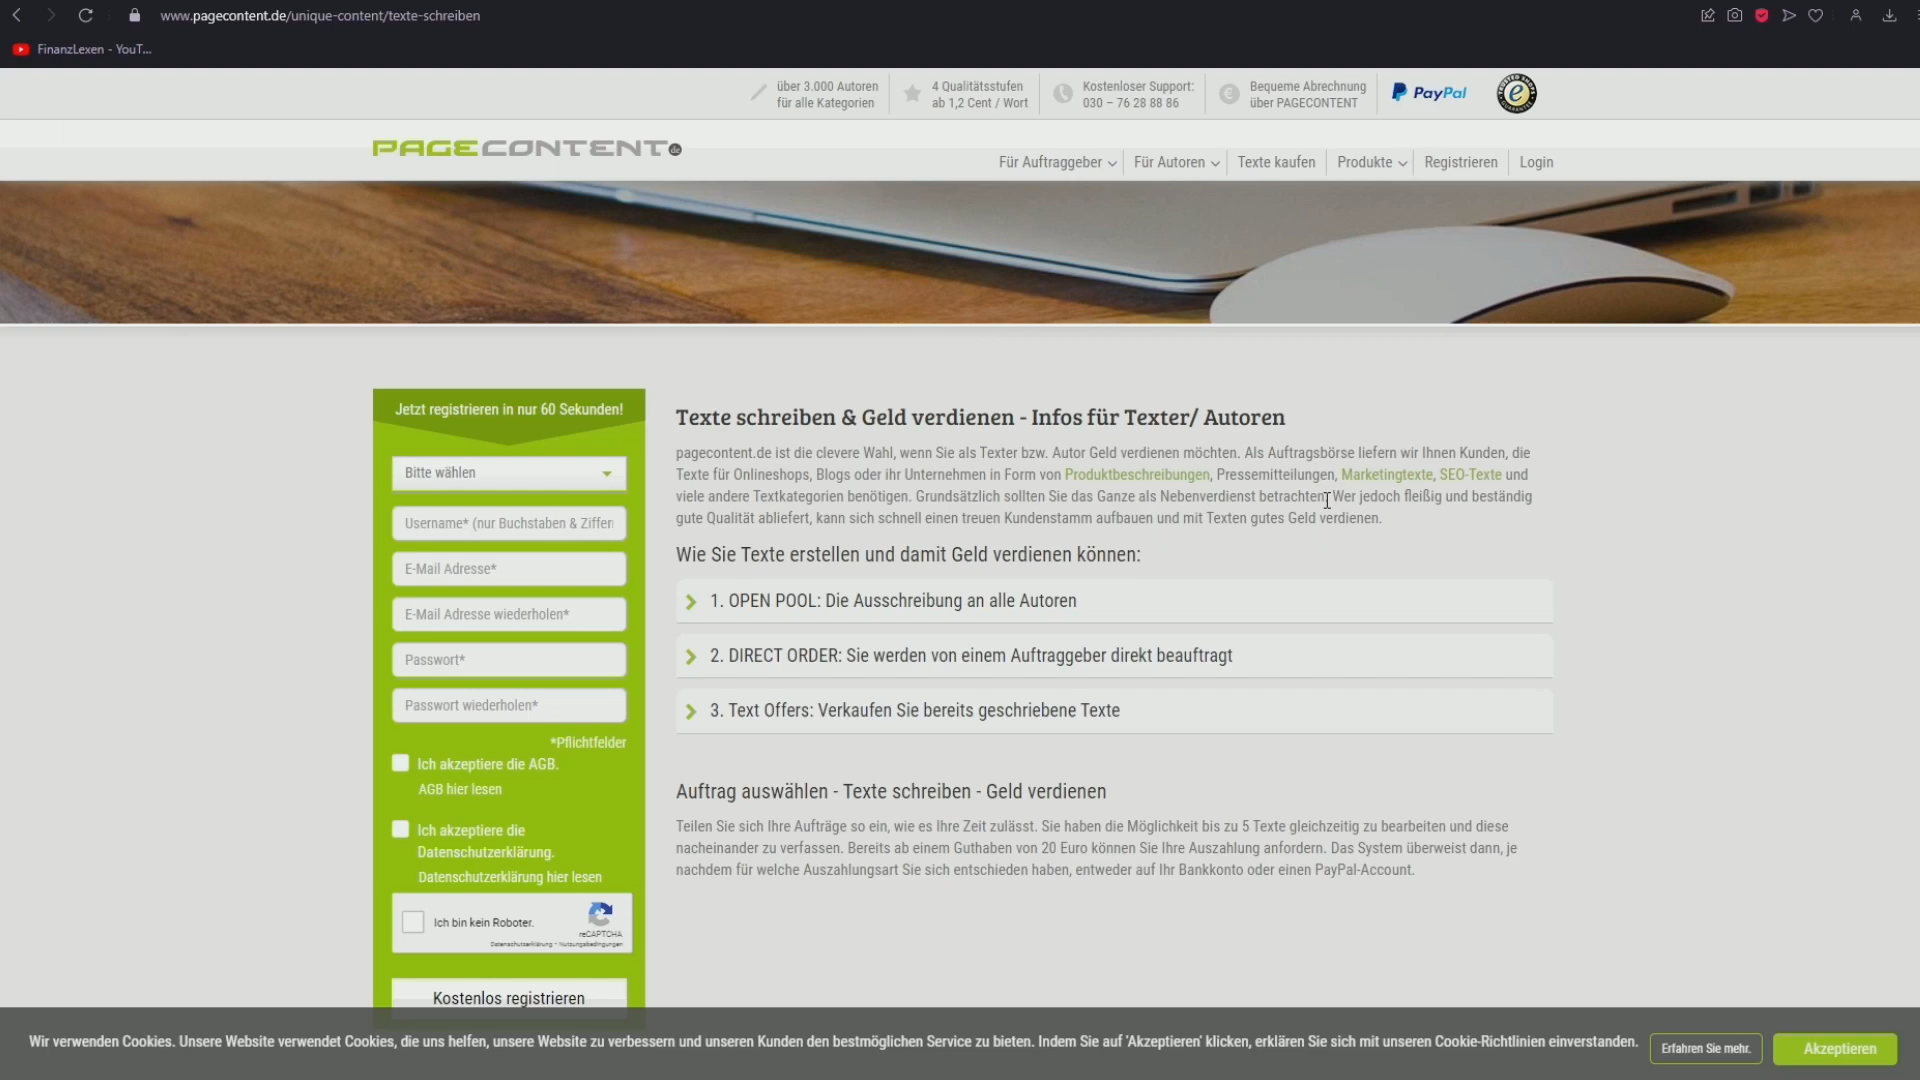 www.pagecontent.de/unique-content/texte-schreiben
FinanzLexen - YouT...
über 3.000 Autoren
für alle Kategorien
4 Qualitätsstufen
ab 1,2 Cent / Wort
Kostenloser Support:
030 – 76 28 88 86
Bequeme Abrechnung
über PAGECONTENT
PayPal
TRUSTED SHOPS
GUARANTEE
PAGECONTENT de
Für Auftraggeber
Für Autoren
Texte kaufen
Produkte
Registrieren
Login
Jetzt registrieren in nur 60 Sekunden!
Bitte wählen
Username* (nur Buchstaben & Ziffern
E-Mail Adresse*
E-Mail Adresse wiederholen*
Passwort*
Passwort wiederholen*
*Pflichtfelder
Ich akzeptiere die AGB.
AGB hier lesen
Ich akzeptiere die
Datenschutzerklärung.
Datenschutzerklärung hier lesen
Ich bin kein Roboter.
reCAPTCHA
Datenschutzerklärung - Nutzungsbedingungen
Kostenlos registrieren
Texte schreiben & Geld verdienen - Infos für Texter/ Autoren
pagecontent.de ist die clevere Wahl, wenn Sie als Texter bzw. Autor Geld verdienen möchten. Als Auftragsbörse liefern wir Ihnen Kunden, die
Texte für Onlineshops, Blogs oder ihr Unternehmen in Form von Produktbeschreibungen, Pressemitteilungen, Marketingtexte, SEO-Texte und
viele andere Textkategorien benötigen. Grundsätzlich sollten Sie das Ganze als Nebenverdienst betrachten. Wer jedoch fleißig und beständig
gute Qualität abliefert, kann sich schnell einen treuen Kundenstamm aufbauen und mit Texten gutes Geld verdienen.
Wie Sie Texte erstellen und damit Geld verdienen können:
1. OPEN POOL: Die Ausschreibung an alle Autoren
2. DIRECT ORDER: Sie werden von einem Auftraggeber direkt beauftragt
3. Text Offers: Verkaufen Sie bereits geschriebene Texte
Auftrag auswählen - Texte schreiben - Geld verdienen
Teilen Sie sich Ihre Aufträge so ein, wie es Ihre Zeit zulässt. Sie haben die Möglichkeit bis zu 5 Texte gleichzeitig zu bearbeiten und diese
nacheinander zu verfassen. Bereits ab einem Guthaben von 20 Euro können Sie Ihre Auszahlung anfordern. Das System überweist dann, je
nachdem für welche Auszahlungsart Sie sich entschieden haben, entweder auf Ihr Bankkonto oder einen PayPal-Account.
Wir verwenden Cookies. Unsere Website verwendet Cookies, die uns helfen, unsere Website zu verbessern und unseren Kunden den bestmöglichen Service zu bieten. Indem Sie auf 'Akzeptieren' klicken, erklären Sie sich mit unseren Cookie-Richtlinien einverstanden.
Erfahren Sie mehr.
Akzeptieren